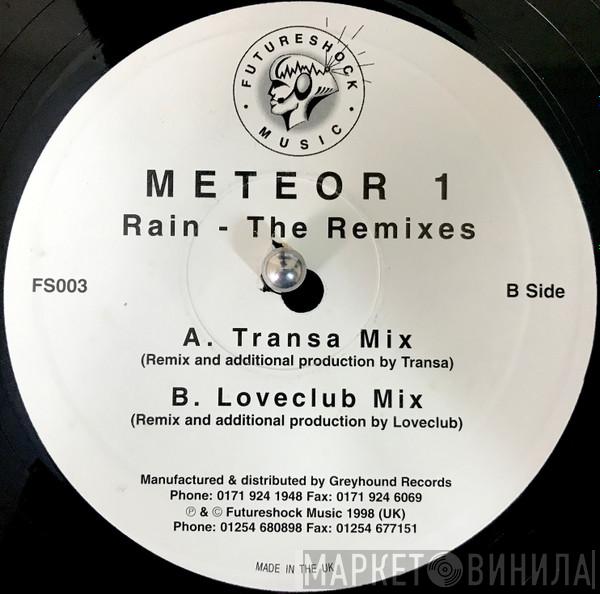 FUTURESHOCK
MUSIC
METEOR 1
Rain - The Remixes
FS003
B Side
A. Transa Mix
(Remix and additional production by Transa)
B. Loveclub Mix
(Remix and additional production by Loveclub)
Manufactured & distributed by Greyhound Records
Phone: 0171 924 1948 Fax: 0171 924 6069
℗ & © Futureshock Music 1998 (UK)
Phone: 01254 680898 Fax: 01254 677151
MADE IN THE UK
МАРКЕТ ВИНИЛА